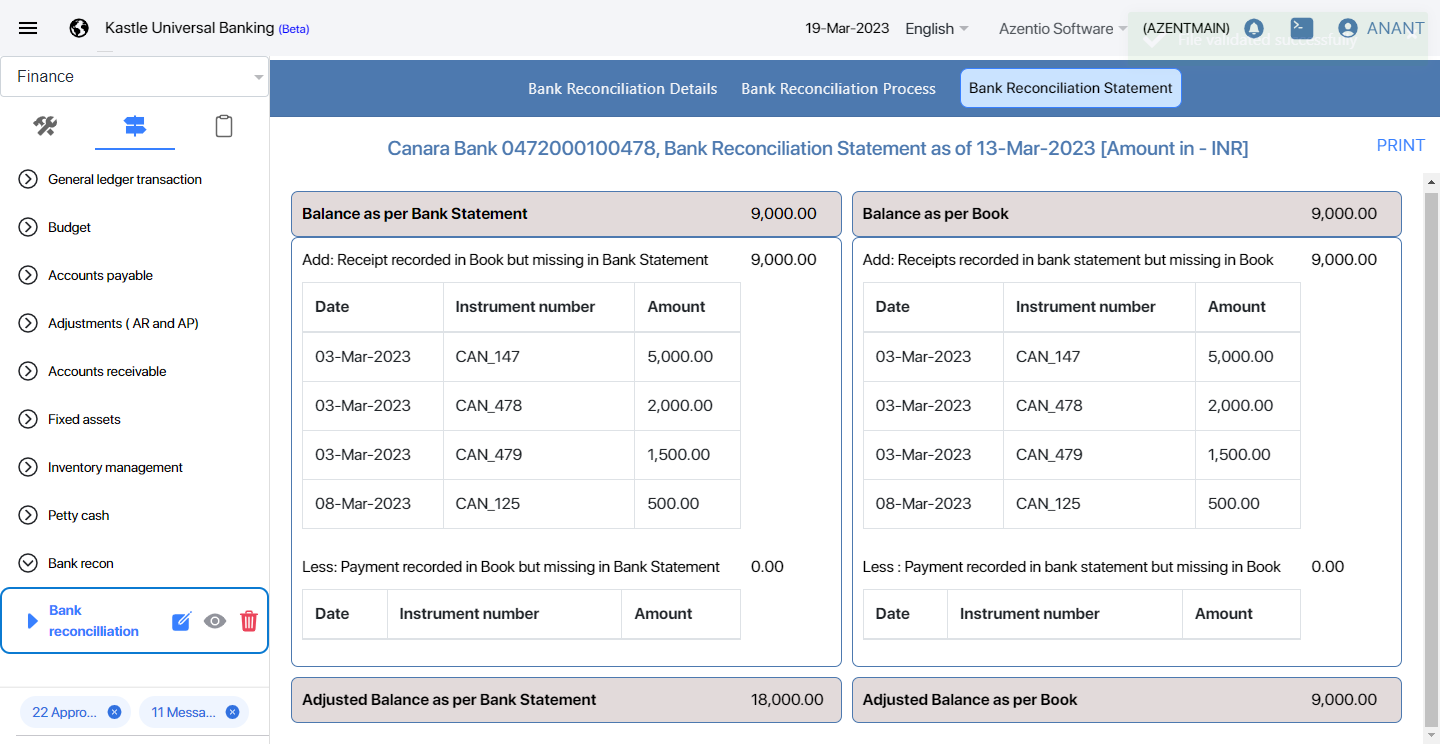 Kastle Universal Banking (Beta)
19-Mar-2023
English
Azentio Software
(AZENTMAIN)
ANANT
File validated successfully
Finance
General ledger transaction
Budget
Accounts payable
Adjustments ( AR and AP)
Accounts receivable
Fixed assets
Inventory management
Petty cash
Bank recon
Bank
reconcilliation
22 Appro...
11 Messa...
Bank Reconciliation Details
Bank Reconciliation Process
Bank Reconciliation Statement
Canara Bank 0472000100478, Bank Reconciliation Statement as of 13-Mar-2023 [Amount in - INR]
PRINT
Balance as per Bank Statement 9,000.00
Add: Receipt recorded in Book but missing in Bank Statement 9,000.00
Date Instrument number Amount
03-Mar-2023 CAN_147 5,000.00
03-Mar-2023 CAN_478 2,000.00
03-Mar-2023 CAN_479 1,500.00
08-Mar-2023 CAN_125 500.00
Less: Payment recorded in Book but missing in Bank Statement 0.00
Date Instrument number Amount
Adjusted Balance as per Bank Statement 18,000.00
Balance as per Book 9,000.00
Add: Receipts recorded in bank statement but missing in Book 9,000.00
Date Instrument number Amount
03-Mar-2023 CAN_147 5,000.00
03-Mar-2023 CAN_478 2,000.00
03-Mar-2023 CAN_479 1,500.00
08-Mar-2023 CAN_125 500.00
Less : Payment recorded in bank statement but missing in Book 0.00
Date Instrument number Amount
Adjusted Balance as per Book 9,000.00